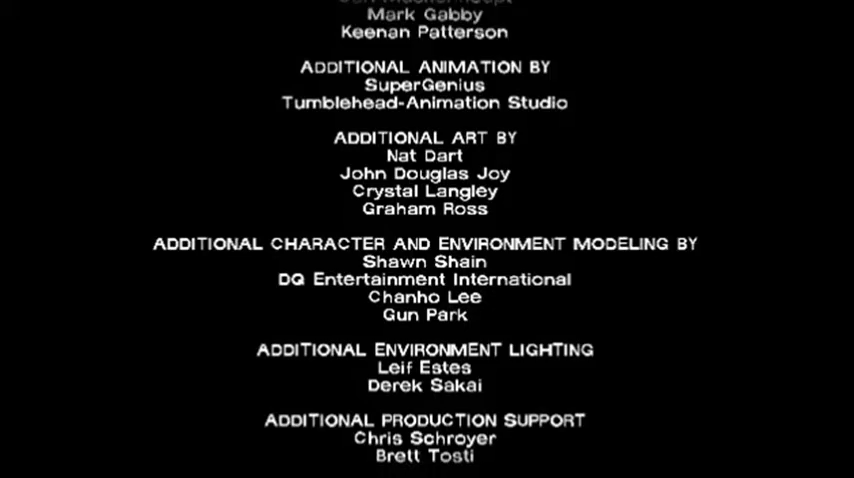 Mark Gabby
Keenan Patterson
ADDITIONAL ANIMATION BY
SuperGenius
Tumblehead-Animation Studio
ADDITIONAL ART BY
Nat Dart
John Douglas Joy
Crystal Langley
Graham Ross
ADDITIONAL CHARACTER AND ENVIRONMENT MODELING BY
Shawn Shain
DQ Entertainment International
Chanho Lee
Gun Park
ADDITIONAL ENVIRONMENT LIGHTING
Leif Estes
Derek Sakai
ADDITIONAL PRODUCTION SUPPORT
Chris Schroyer
Brett Tosti